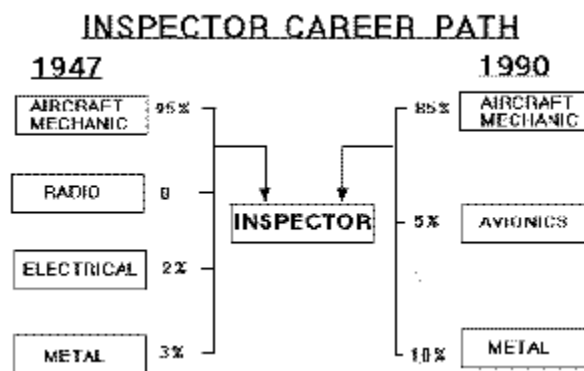 INSPECTOR CAREER PATH
1947
1990
AIRCRAFT
MECHANIC
95%
RADIO
0
ELECTRICAL
2%
METAL
3%
INSPECTOR
85%
AIRCRAFT
MECHANIC
5%
AVIONICS
10%
METAL